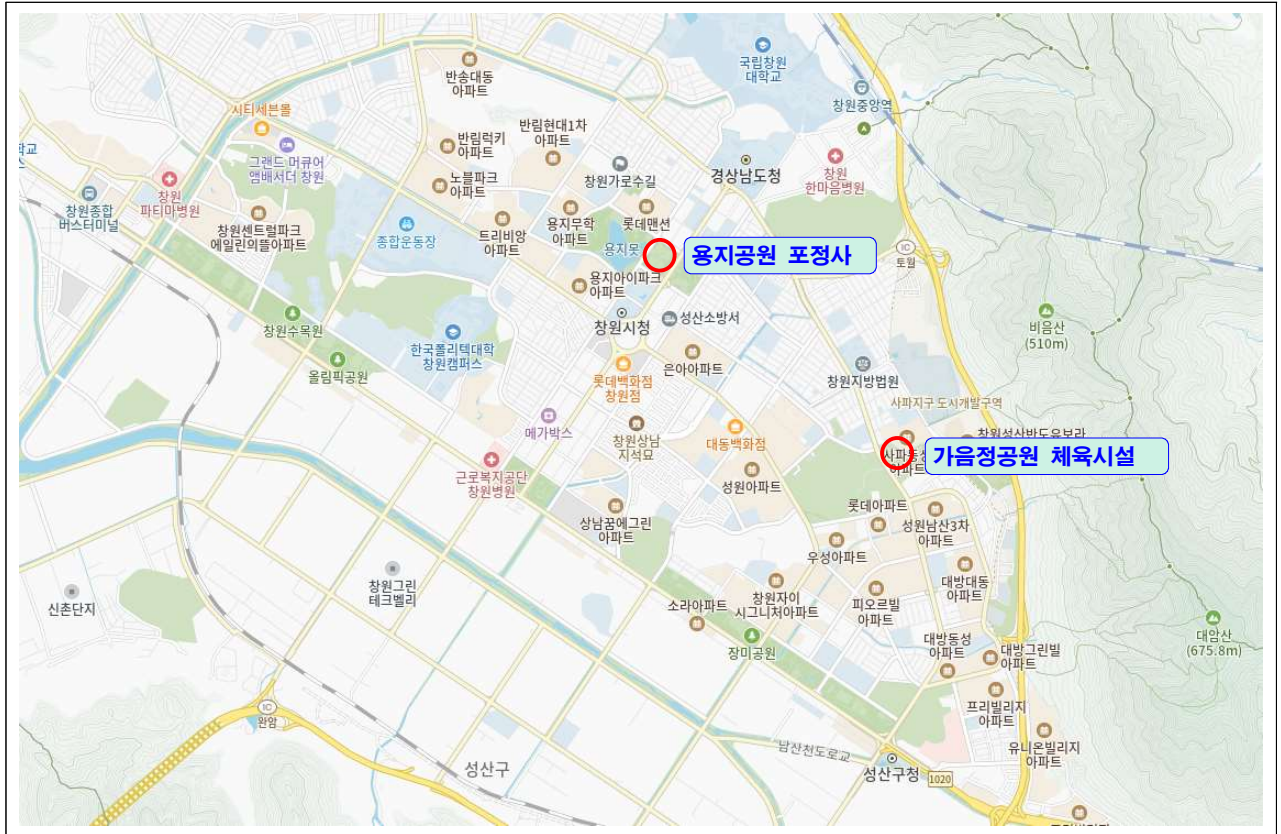 반송대동
아파트
국립창원
대학교
창원중앙역
시티세븐몰
반림럭키
아파트
반림현대1차
아파트
그랜드 머큐어
앰배서더 창원
노블파크
아파트
창원가로수길
경상남도청
창원
한마음병원
창원
파티마병원
창원종합
버스터미널
창원센트럴파크
에일린의뜰아파트
종합운동장
트리비앙
아파트
용지무학
아파트
롯데맨션
용지못
용지공원 포정사
IC
토월
용지아이파크
아파트
창원시청
성산소방서
창원수목원
올림픽공원
한국폴리텍대학
창원캠퍼스
은아아파트
롯데백화점
창원점
비음산
(510m)
창원지방법원
사파지구 도시개발구역
메가박스
창원상남
지석묘
대동백화점
창원성산반도유보라
사파동성
아파트
가음정공원 체육시설
근로복지공단
창원병원
성원아파트
롯데아파트
상남꿈에그린
아파트
우성아파트
성원남산3차
아파트
신촌단지
창원그린
테크벨리
소라아파트
창원자이
시그니처아파트
피오르빌
아파트
대방대동
아파트
대암산
(675.8m)
장미공원
대방동성
아파트
대방그린빌
아파트
프리빌리지
아파트
유니온빌리지
아파트
IC
완암
성산구
남산천도로교
성산구청
1020